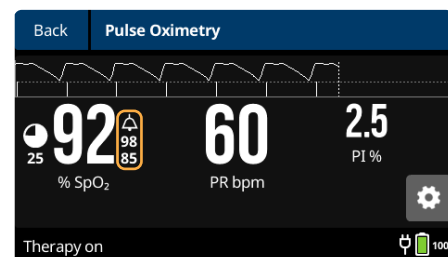 Back Pulse Oximetry
25 92 98 85 60 2.5
% SpO₂ PR bpm PI %
Therapy on 100